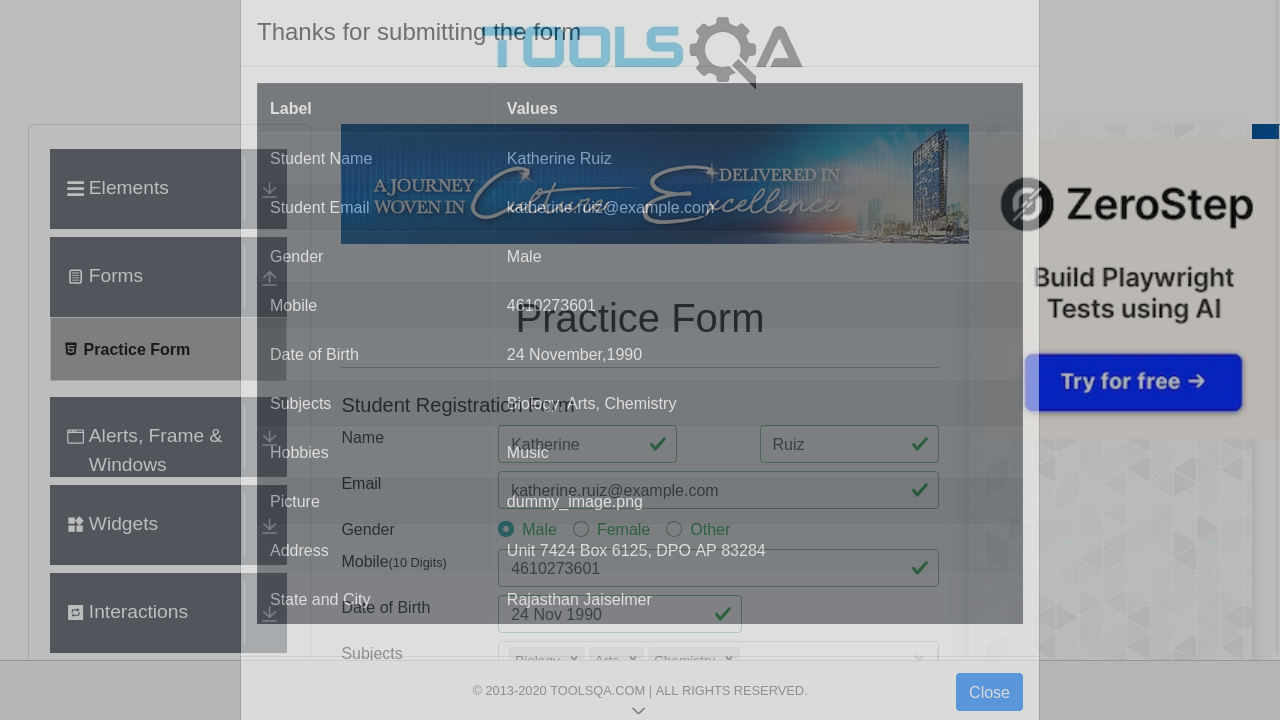 Thanks for submitting the form
TOOLSQA
Label Values
Student Name Katherine Ruiz
Student Email katherine.ruiz@example.com
Gender Male
Mobile 4610273601
Date of Birth 24 November,1990
Subjects Biology, Arts, Chemistry
Hobbies Music
Picture dummy_image.png
Address Unit 7424 Box 6125, DPO AP 83284
State and City Rajasthan Jaiselmer
Close
Elements
Forms
Practice Form
Alerts, Frame &
Windows
Widgets
Interactions
A JOURNEY
WOVEN IN
Culture
DELIVERED IN
Excellence
Practice Form
Student Registration Form
Name Katherine Ruiz
Email katherine.ruiz@example.com
Gender Male Female Other
Mobile(10 Digits) 4610273601
Date of Birth 24 Nov 1990
Subjects Biology Arts Chemistry
ZeroStep
Build Playwright
Tests using AI
Try for free →
© 2013-2020 TOOLSQA.COM | ALL RIGHTS RESERVED.